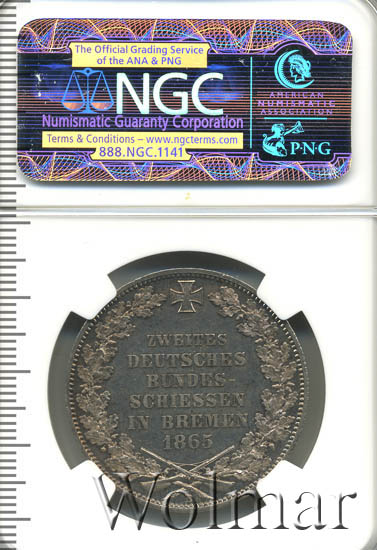 The Official Grading Service
of the ANA & PNG
NGC
Numismatic Guaranty Corporation
Terms & Conditions – www.ngcterms.com
888.NGC.1141
AMERICAN
NUMISMATIC
ASSOCIATION
P·N·G
ZWEITES
DEUTSCHES
BUNDES-
SCHIESSEN
IN BREMEN
1865
Wolmar